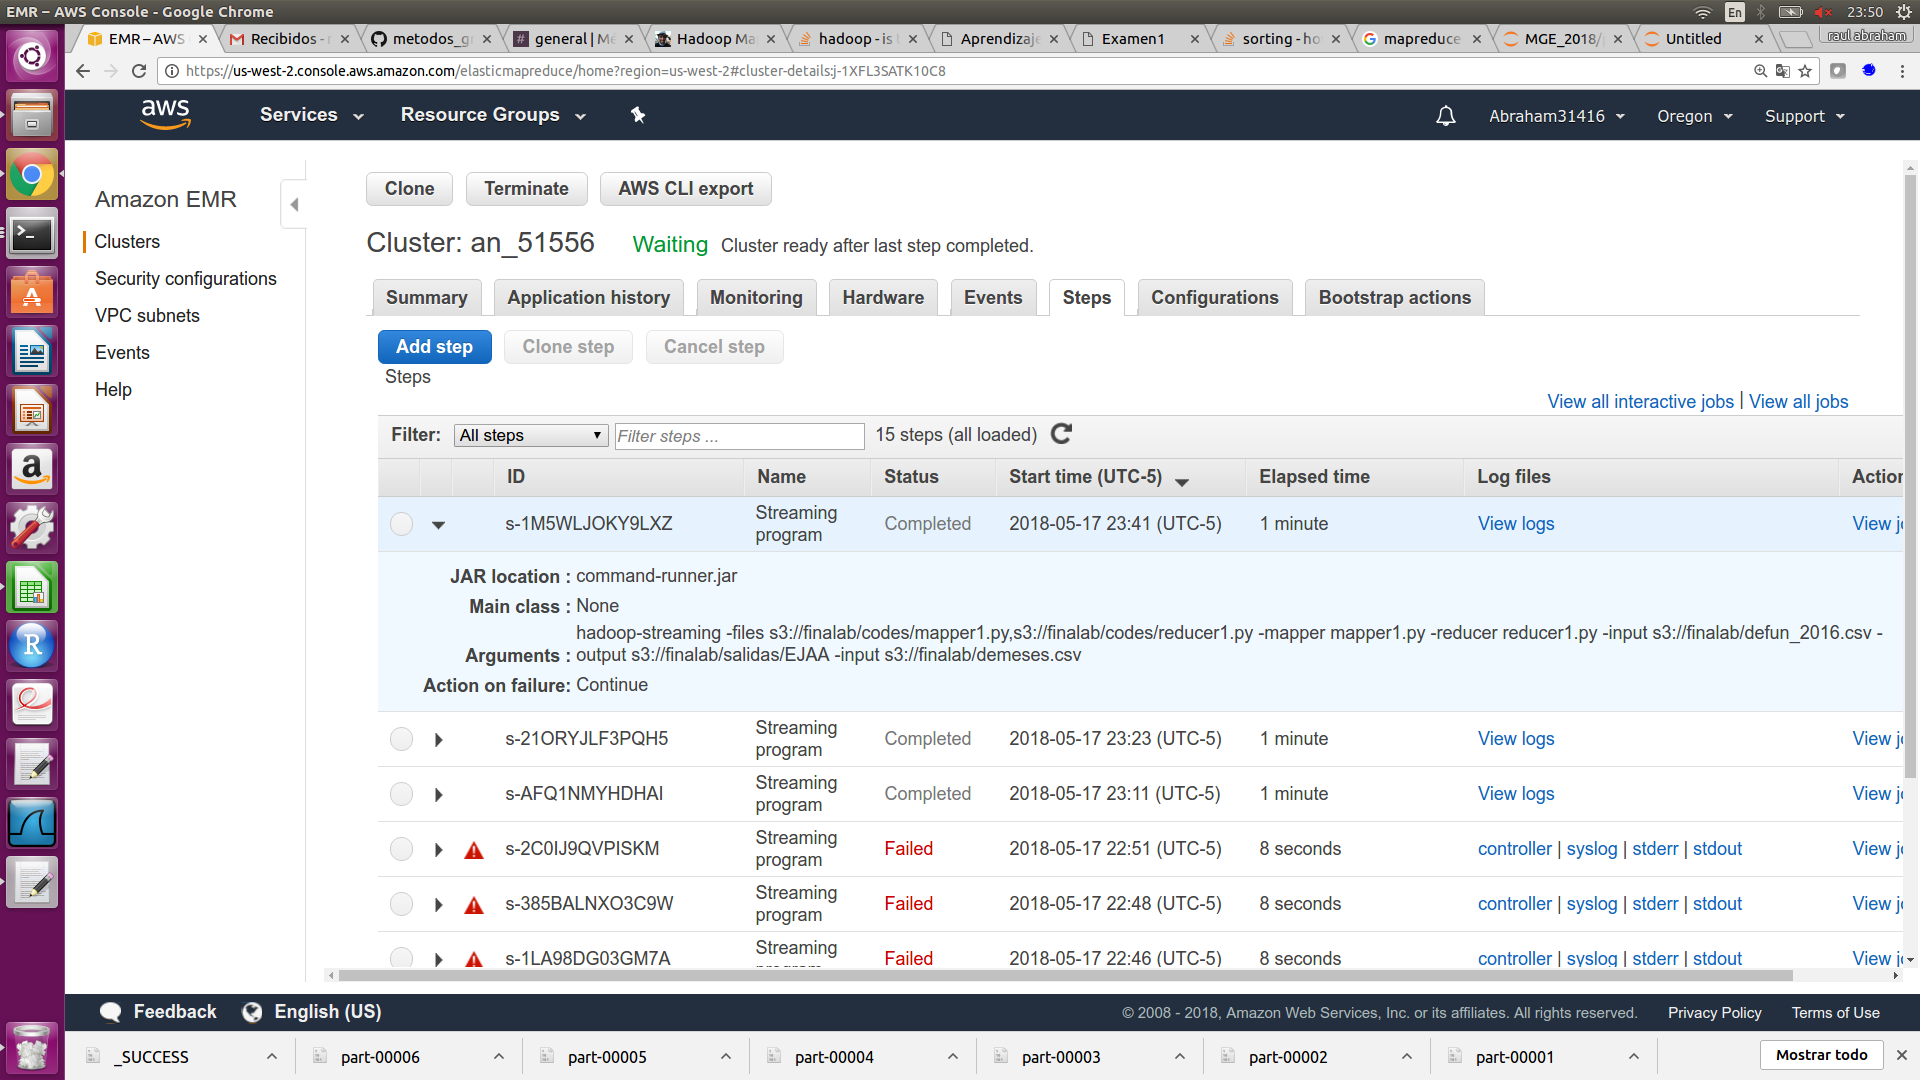 EMR – AWS Console - Google Chrome
En
23:50
EMR – AWS
Recibidos -
metodos_g
general | M
Hadoop Ma
hadoop - is
Aprendizaje
Examen1
sorting - ho
mapreduce
MGE_2018/
Untitled
raul abraham
https://us-west-2.console.aws.amazon.com/elasticmapreduce/home?region=us-west-2#cluster-details:j-1XFL3SATK10C8
aws
Services
Resource Groups
Abraham31416
Oregon
Support
Amazon EMR
Clusters
Security configurations
VPC subnets
Events
Help
Clone
Terminate
AWS CLI export
Cluster: an_51556
Waiting
Cluster ready after last step completed.
Summary
Application history
Monitoring
Hardware
Events
Steps
Configurations
Bootstrap actions
Add step
Clone step
Cancel step
Steps
View all interactive jobs | View all jobs
Filter:
All steps
Filter steps ...
15 steps (all loaded)
ID
Name
Status
Start time (UTC-5)
Elapsed time
Log files
Action
s-1M5WLJOKY9LXZ
Streaming program
Completed
2018-05-17 23:41 (UTC-5)
1 minute
View logs
View j
JAR location : command-runner.jar
Main class : None
Arguments : hadoop-streaming -files s3://finalab/codes/mapper1.py,s3://finalab/codes/reducer1.py -mapper mapper1.py -reducer reducer1.py -input s3://finalab/defun_2016.csv -
output s3://finalab/salidas/EJAA -input s3://finalab/demeses.csv
Action on failure: Continue
s-21ORYJLF3PQH5
Streaming program
Completed
2018-05-17 23:23 (UTC-5)
1 minute
View logs
View j
s-AFQ1NMYHDHAI
Streaming program
Completed
2018-05-17 23:11 (UTC-5)
1 minute
View logs
View j
s-2C0IJ9QVPISKM
Streaming program
Failed
2018-05-17 22:51 (UTC-5)
8 seconds
controller | syslog | stderr | stdout
View j
s-385BALNXO3C9W
Streaming program
Failed
2018-05-17 22:48 (UTC-5)
8 seconds
controller | syslog | stderr | stdout
View j
s-1LA98DG03GM7A
Streaming
Failed
2018-05-17 22:46 (UTC-5)
8 seconds
controller | syslog | stderr | stdout
View j
Feedback
English (US)
© 2008 - 2018, Amazon Web Services, Inc. or its affiliates. All rights reserved.
Privacy Policy
Terms of Use
_SUCCESS
part-00006
part-00005
part-00004
part-00003
part-00002
part-00001
Mostrar todo